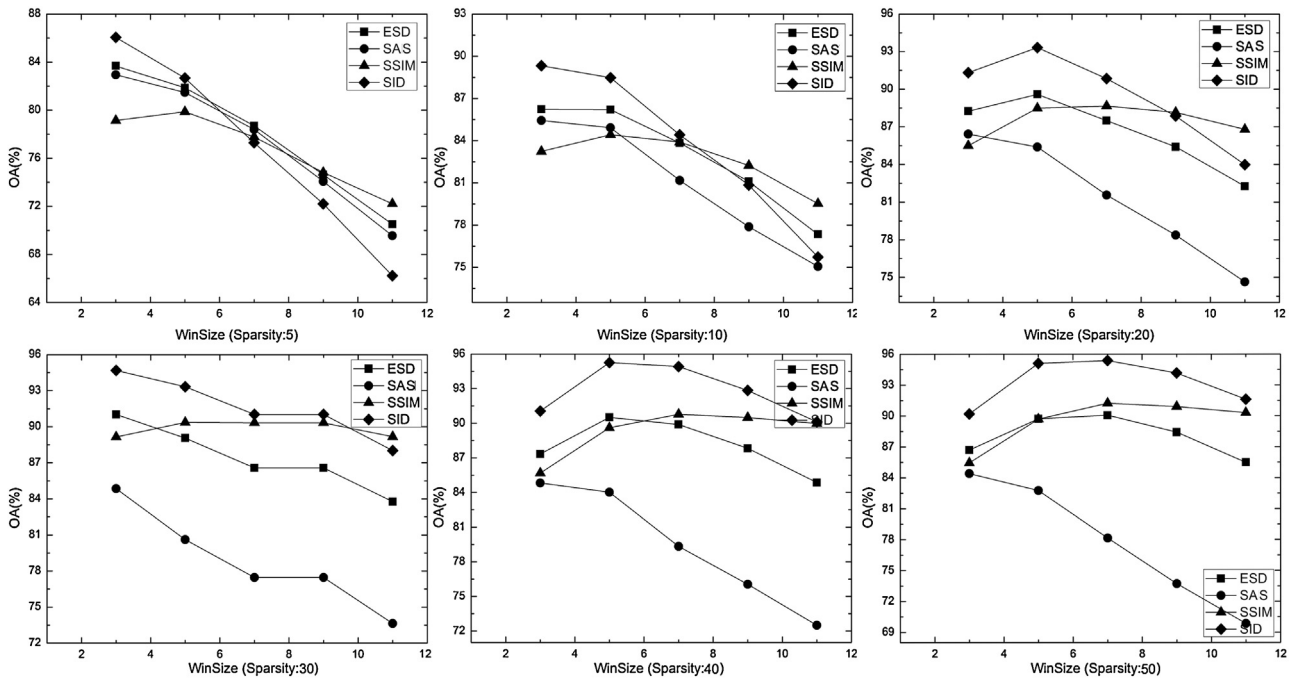 88
84
80
76
72
68
64
OA(%)
2 4 6 8 10 12
WinSize (Sparsity:5)
ESD
SAS
SSIM
SID
93
90
87
84
81
78
75
OA(%)
2 4 6 8 10 12
WinSize (Sparsity:10)
ESD
SAS
SSIM
SID
96
93
90
87
84
81
78
75
OA(%)
2 4 6 8 10 12
WinSize (Sparsity:20)
ESD
SAS
SSIM
SID
96
93
90
87
84
81
78
75
72
OA(%)
2 4 6 8 10 12
WinSize (Sparsity:30)
ESD
SAS
SSIM
SID
96
93
90
87
84
81
78
75
72
OA(%)
2 4 6 8 10 12
WinSize (Sparsity:40)
ESD
SAS
SSIM
SID
96
93
90
87
84
81
78
75
72
69
OA(%)
2 4 6 8 10 12
WinSize (Sparsity:50)
ESD
SAS
SSIM
SID